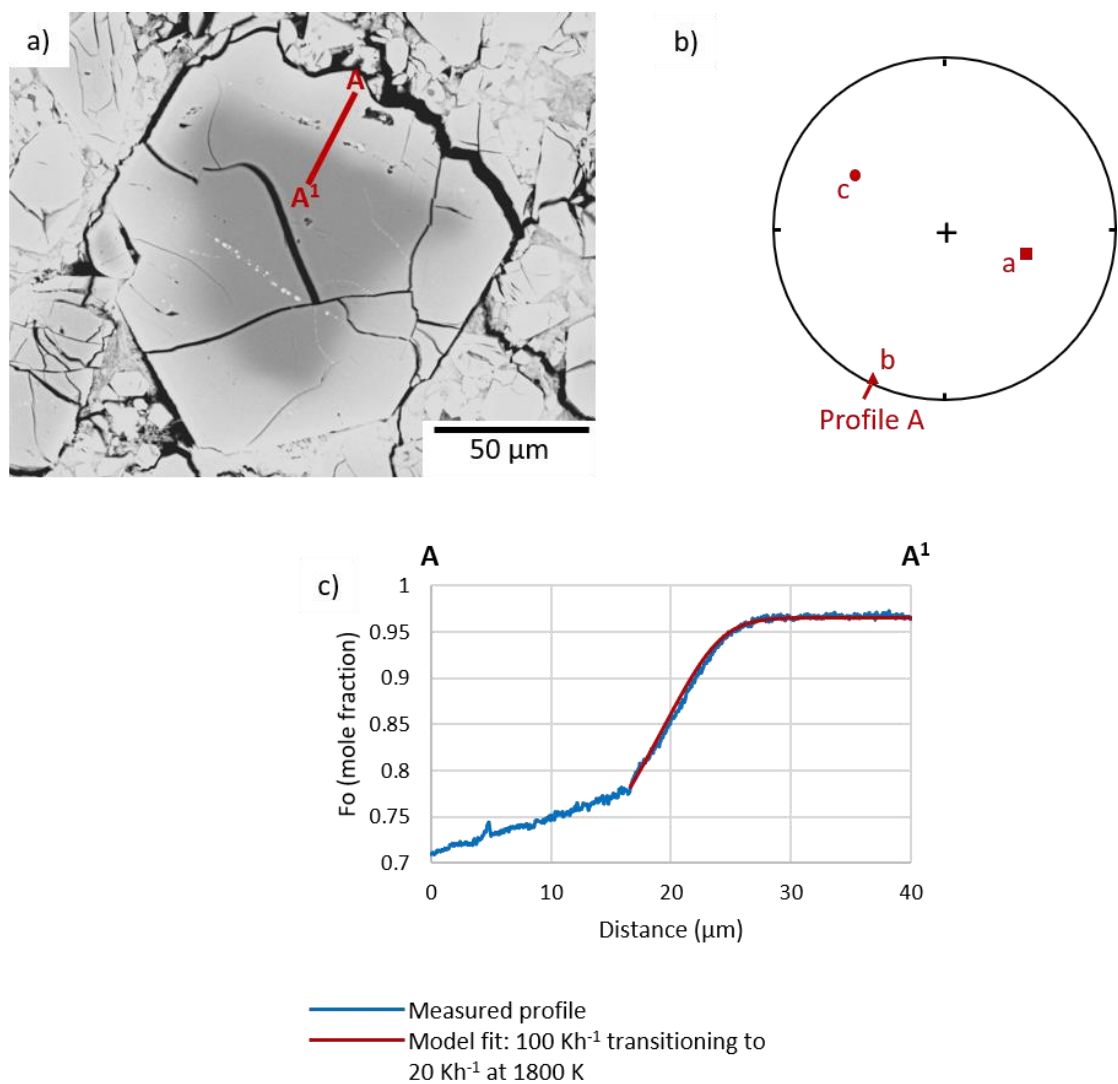 a)
A
A¹
50 µm
b)
c
+
a
b
Profile A
c)
A
A¹
Fo (mole fraction)
1
0.95
0.9
0.85
0.8
0.75
0.7
0
10
20
30
40
Distance (µm)
Measured profile
Model fit: 100 Kh⁻¹ transitioning to
20 Kh⁻¹ at 1800 K